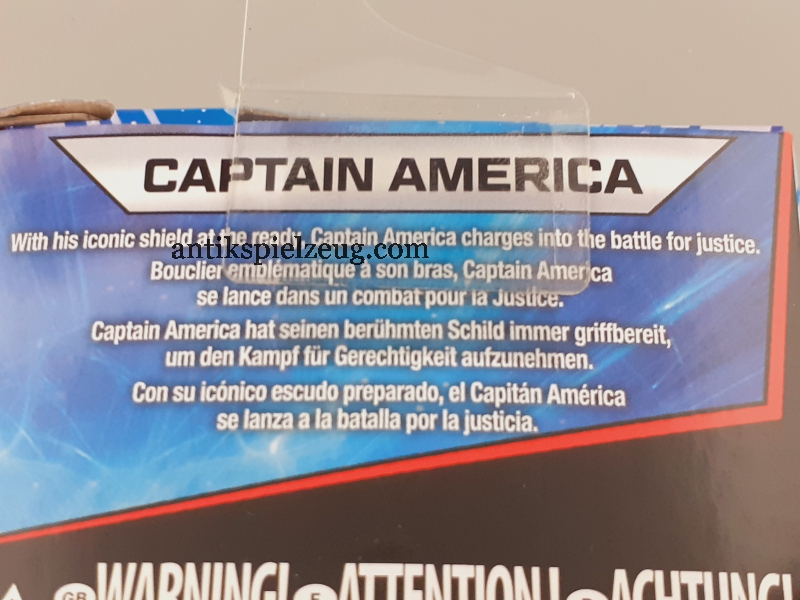 CAPTAIN AMERICA
With his iconic shield at the ready, Captain America charges into the battle for justice.
antikspielzeug.com
Bouclier emblématique à son bras, Captain America
se lance dans un combat pour la Justice.
Captain America hat seinen berühmten Schild immer griffbereit,
um den Kampf für Gerechtigkeit aufzunehmen.
Con su icónico escudo preparado, el Capitán América
se lanza a la batalla por la justicia.
GB WARNING! F ATTENTION ! D ACHTUNG!